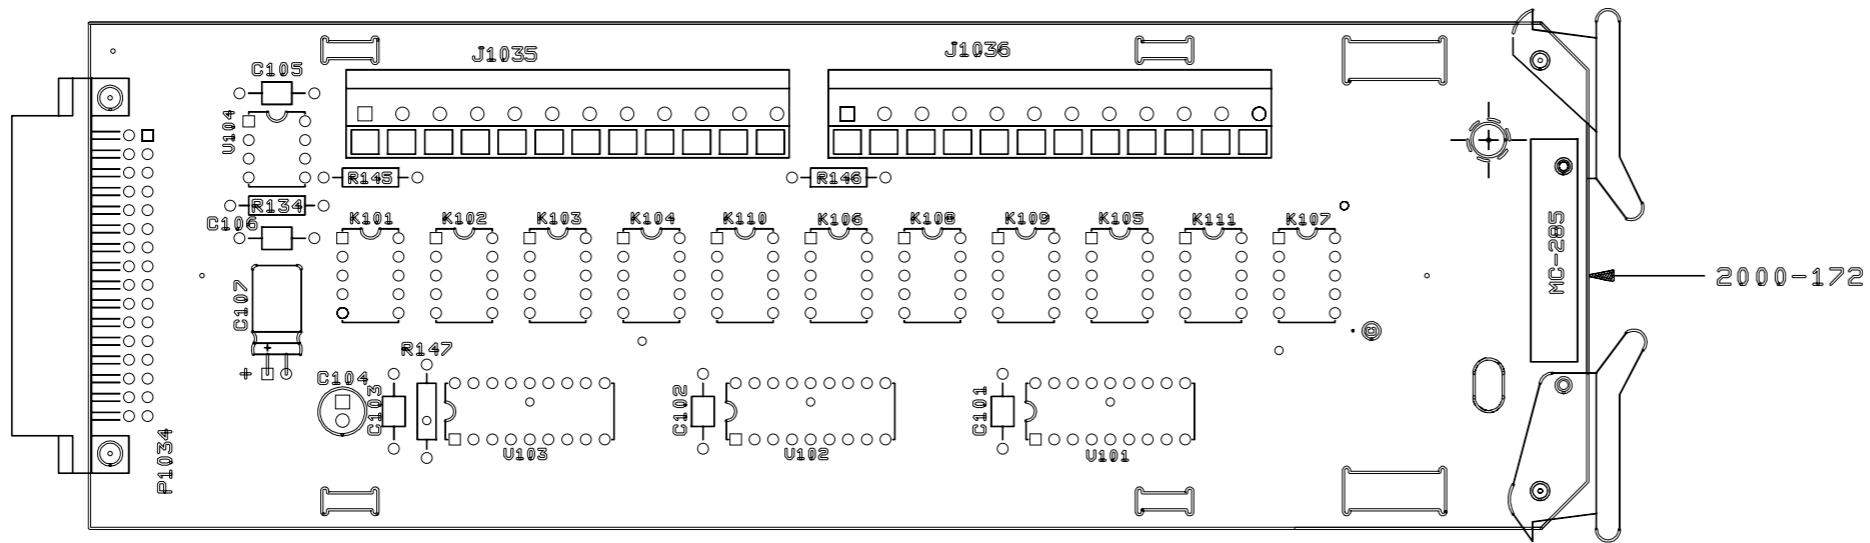 J1035
J1036
C105
U104
R145
R146
R134
C106
K101
K102
K103
K104
K110
K106
K108
K109
K105
K111
K107
MC-285
2000-172
C107
+
+
R147
C104
C103
C102
C101
U103
U102
U101
P1034